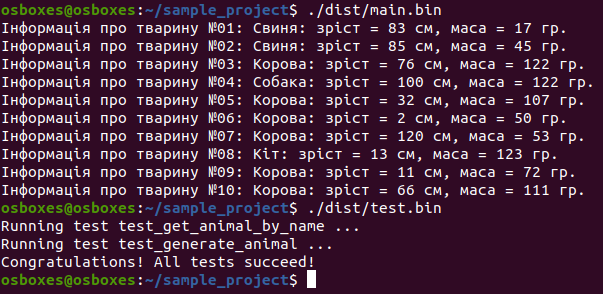 osboxes@osboxes:~/sample_project$ ./dist/main.bin
Інформація про тварину №01: Свиня: зріст = 83 см, маса = 17 гр.
Інформація про тварину №02: Свиня: зріст = 85 см, маса = 45 гр.
Інформація про тварину №03: Корова: зріст = 76 см, маса = 122 гр.
Інформація про тварину №04: Собака: зріст = 100 см, маса = 122 гр.
Інформація про тварину №05: Корова: зріст = 32 см, маса = 107 гр.
Інформація про тварину №06: Корова: зріст = 2 см, маса = 50 гр.
Інформація про тварину №07: Корова: зріст = 120 см, маса = 53 гр.
Інформація про тварину №08: Кіт: зріст = 13 см, маса = 123 гр.
Інформація про тварину №09: Корова: зріст = 11 см, маса = 72 гр.
Інформація про тварину №10: Корова: зріст = 66 см, маса = 111 гр.
osboxes@osboxes:~/sample_project$ ./dist/test.bin
Running test test_get_animal_by_name ...
Running test test_generate_animal ...
Congratulations! All tests succeed!
osboxes@osboxes:~/sample_project$